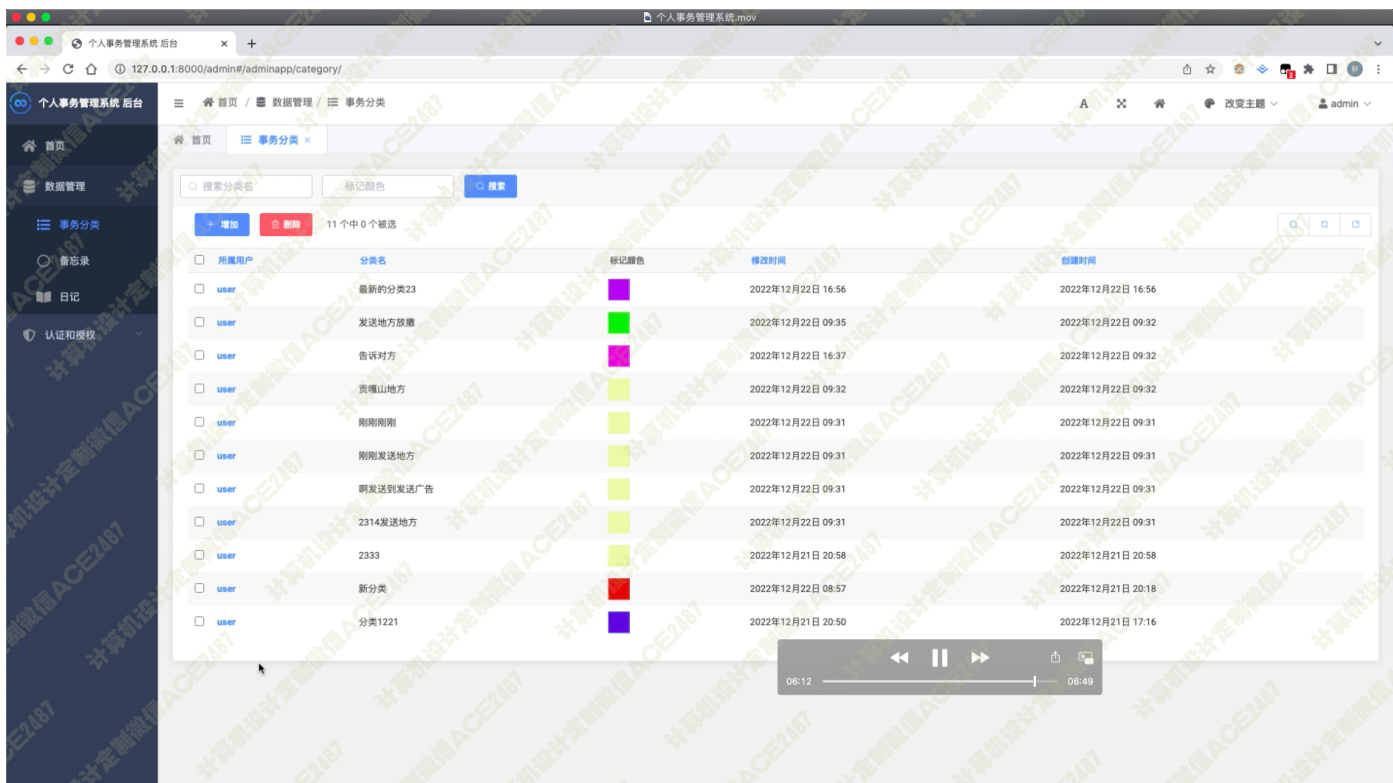 个人事务管理系统.mov
个人事务管理系统 后台
127.0.0.1:8000/admin#/adminapp/category/
2
个人事务管理系统 后台
首页 / 数据管理 / 事务分类
A
改变主题
admin
首页
事务分类
首页
数据管理
事务分类
备忘录
日记
认证和授权
搜索分类名
标记颜色
搜索
增加
删除
11 个中 0 个被选
所属用户 分类名 标记颜色 修改时间 创建时间
user 最新的分类23 2022年12月22日 16:56 2022年12月22日 16:56
user 发送地方放撤 2022年12月22日 09:35 2022年12月22日 09:32
user 告诉对方 2022年12月22日 16:37 2022年12月22日 09:32
user 贡嘎山地方 2022年12月22日 09:32 2022年12月22日 09:32
user 刚刚刚刚 2022年12月22日 09:31 2022年12月22日 09:31
user 刚刚发送地方 2022年12月22日 09:31 2022年12月22日 09:31
user 啊发送到发送广告 2022年12月22日 09:31 2022年12月22日 09:31
user 2314发送地方 2022年12月22日 09:31 2022年12月22日 09:31
user 2333 2022年12月21日 20:58 2022年12月21日 20:58
user 新分类 2022年12月22日 08:57 2022年12月21日 20:18
user 分类1221 2022年12月21日 20:50 2022年12月21日 17:16
06:12
06:49
计算机设计定制微信ACE2487